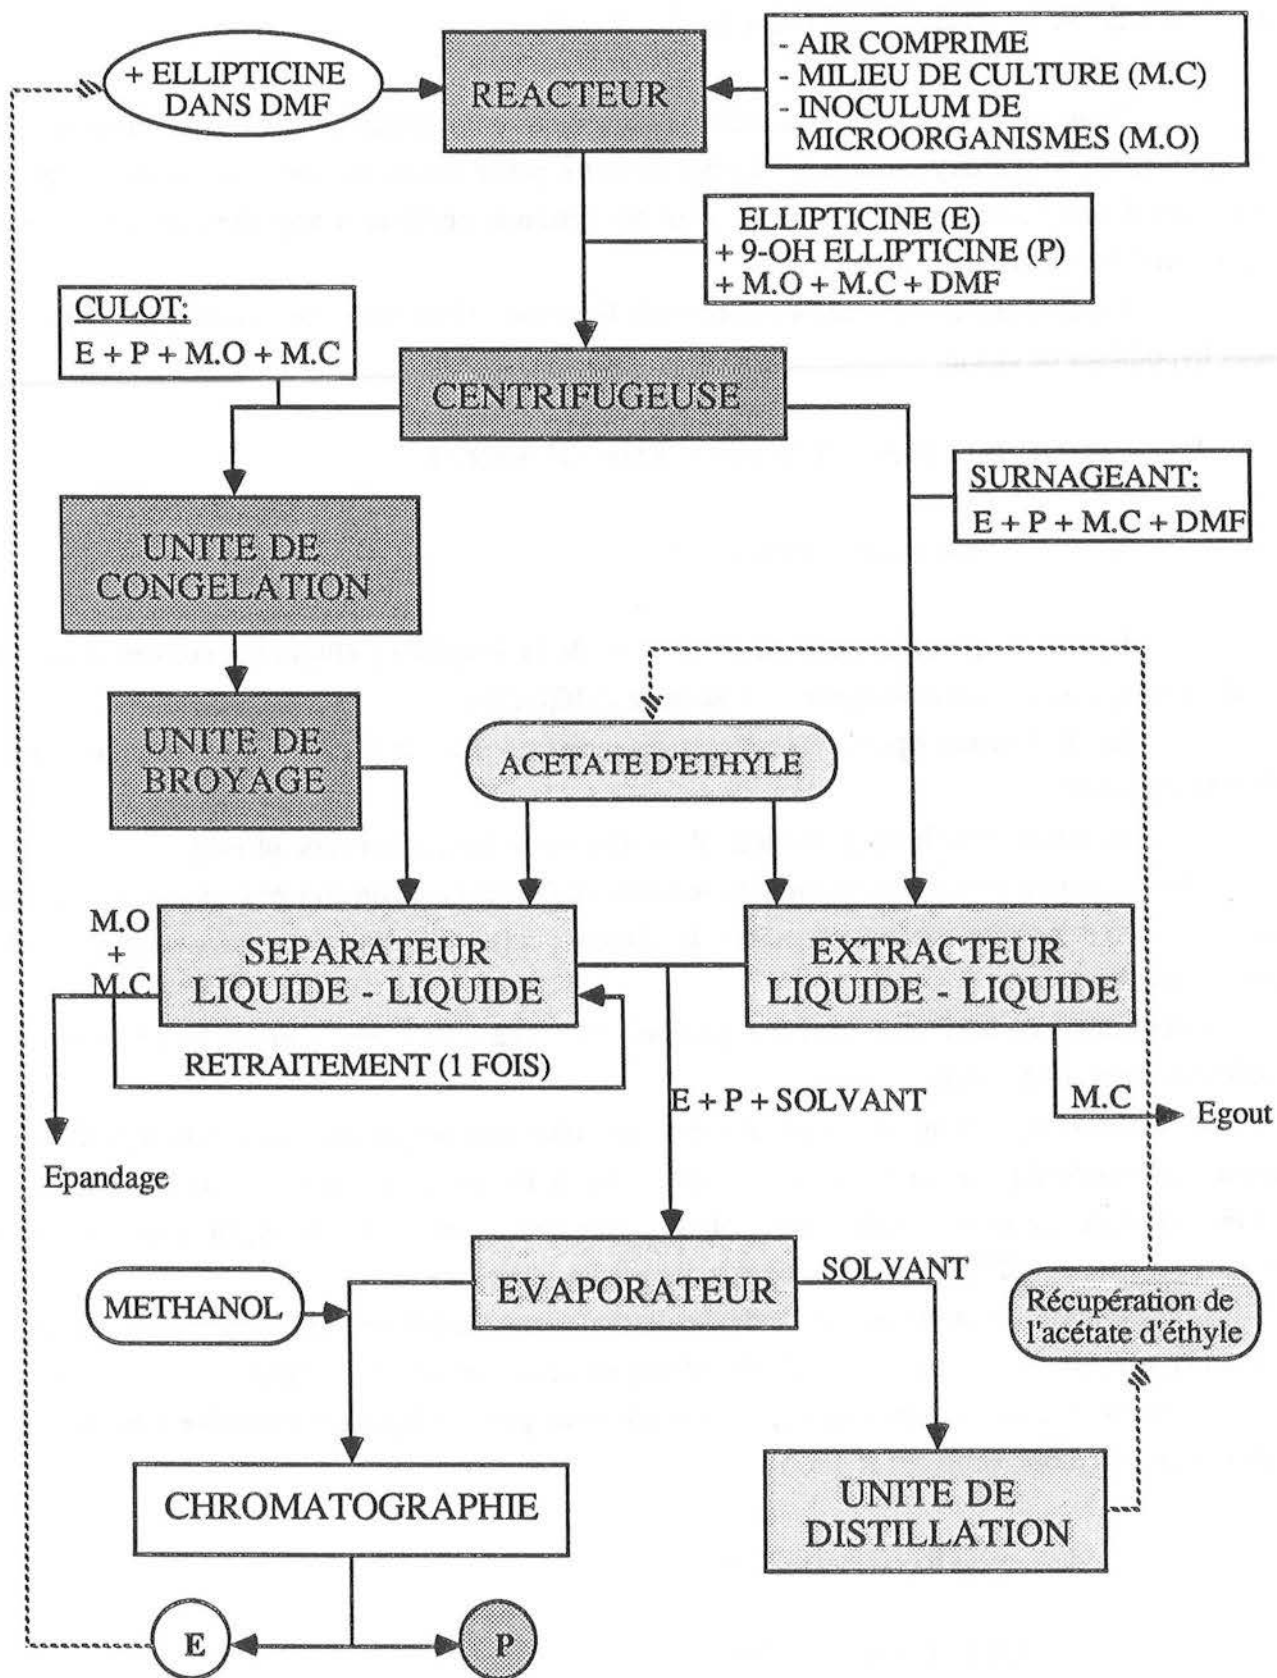 + ELLIPTICINE
DANS DMF
REACTEUR
- AIR COMPRIME
- MILIEU DE CULTURE (M.C)
- INOCULUM DE
MICROORGANISMES (M.O)
ELLIPTICINE (E)
+ 9-OH ELLIPTICINE (P)
+ M.O + M.C + DMF
CULOT:
E + P + M.O + M.C
CENTRIFUGEUSE
SURNAGEANT:
E + P + M.C + DMF
UNITE DE
CONGELATION
UNITE DE
BROYAGE
ACETATE D'ETHYLE
M.O
+
M.C
SEPARATEUR
LIQUIDE - LIQUIDE
EXTRACTEUR
LIQUIDE - LIQUIDE
RETRAITEMENT (1 FOIS)
E + P + SOLVANT
M.C
Egout
Epandage
EVAPORATEUR
SOLVANT
METHANOL
Récupération de
l'acétate d'éthyle
CHROMATOGRAPHIE
UNITE DE
DISTILLATION
E
P